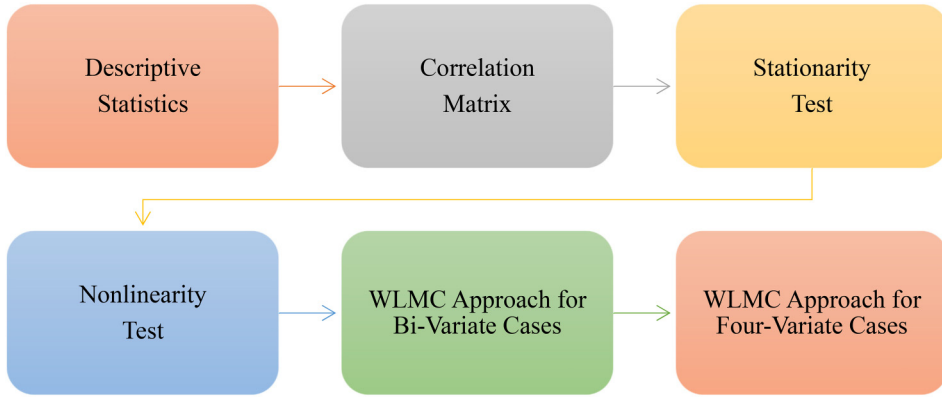 Descriptive
Statistics
Correlation
Matrix
Stationarity
Test
Nonlinearity
Test
WLMC Approach for
Bi-Variate Cases
WLMC Approach for
Four-Variate Cases